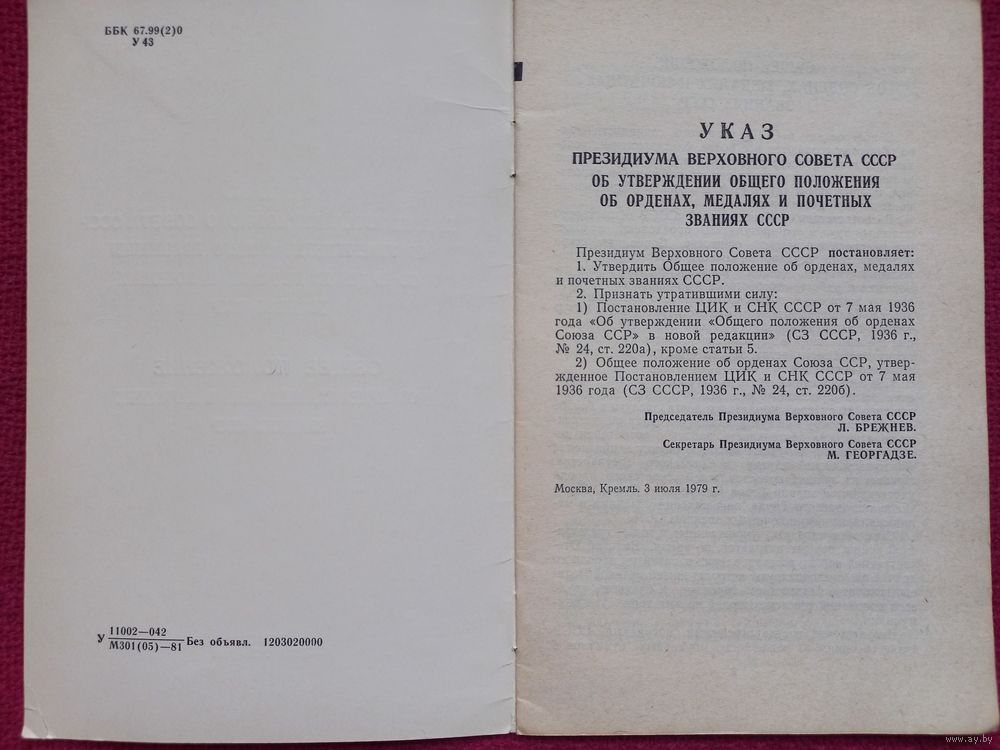 ББК 67.99(2)0
У 43
У 11002—042
М301(05)—81 Без объявл. 1203020000
УКАЗ
ПРЕЗИДИУМА ВЕРХОВНОГО СОВЕТА СССР
ОБ УТВЕРЖДЕНИИ ОБЩЕГО ПОЛОЖЕНИЯ
ОБ ОРДЕНАХ, МЕДАЛЯХ И ПОЧЕТНЫХ
ЗВАНИЯХ СССР
Президиум Верховного Совета СССР постановляет:
1. Утвердить Общее положение об орденах, медалях
и почетных званиях СССР.
2. Признать утратившими силу:
1) Постановление ЦИК и СНК СССР от 7 мая 1936
года «Об утверждении «Общего положения об орденах
Союза ССР» в новой редакции» (СЗ СССР, 1936 г.,
№ 24, ст. 220а), кроме статьи 5.
2) Общее положение об орденах Союза ССР, утвер-
жденное Постановлением ЦИК и СНК СССР от 7 мая
1936 года (СЗ СССР, 1936 г., № 24, ст. 220б).
Председатель Президиума Верховного Совета СССР
Л. БРЕЖНЕВ.
Секретарь Президиума Верховного Совета СССР
М. ГЕОРГАДЗЕ.
Москва, Кремль. 3 июля 1979 г.
www.ay.by